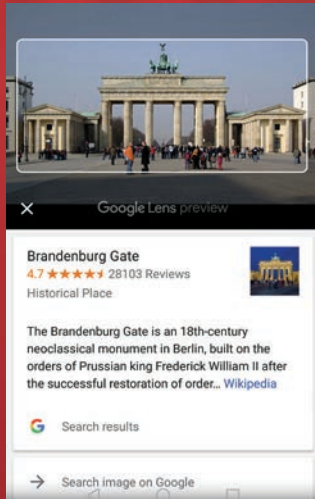 Google Lens preview
Brandenburg Gate
4.7 ★★★★★ 28103 Reviews
Historical Place
The Brandenburg Gate is an 18th-century
neoclassical monument in Berlin, built on the
orders of Prussian king Frederick William II after
the successful restoration of order... Wikipedia
Search results
Search image on Google